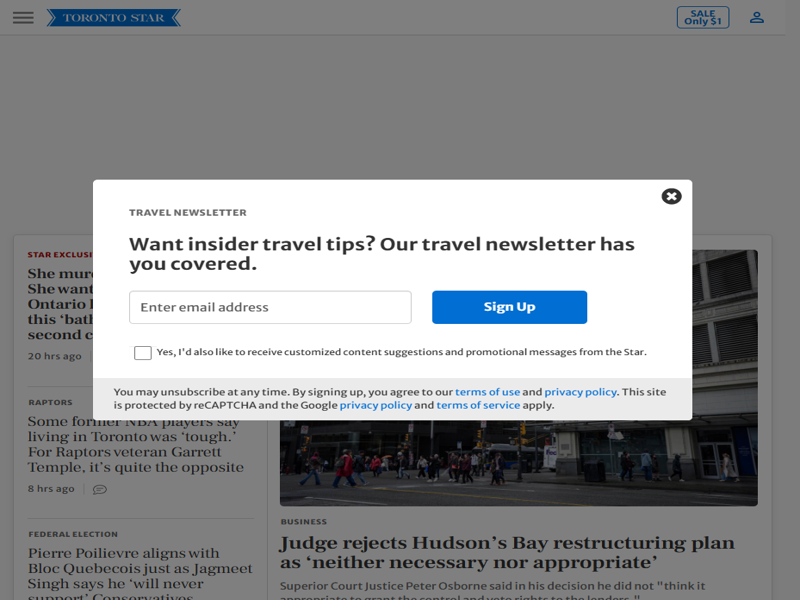 TORONTO STAR
SALE
Only $1
TRAVEL NEWSLETTER
Want insider travel tips? Our travel newsletter has
you covered.
Enter email address
Sign Up
Yes, I'd also like to receive customized content suggestions and promotional messages from the Star.
You may unsubscribe at any time. By signing up, you agree to our terms of use and privacy policy. This site
is protected by reCAPTCHA and the Google privacy policy and terms of service apply.
STAR EXCLUSI
She mur
She want
Ontario
this 'bat
second c
20 hrs ago
RAPTORS
Some former NBA players say
living in Toronto was 'tough.'
For Raptors veteran Garrett
Temple, it's quite the opposite
8 hrs ago
FEDERAL ELECTION
Pierre Poilievre aligns with
Bloc Quebecois just as Jagmeet
Singh says he 'will never
support' Conservatives
BUSINESS
Judge rejects Hudson's Bay restructuring plan
as 'neither necessary nor appropriate'
Superior Court Justice Peter Osborne said in his decision he did not "think it
appropriate to grant the control and veto rights to the lenders."